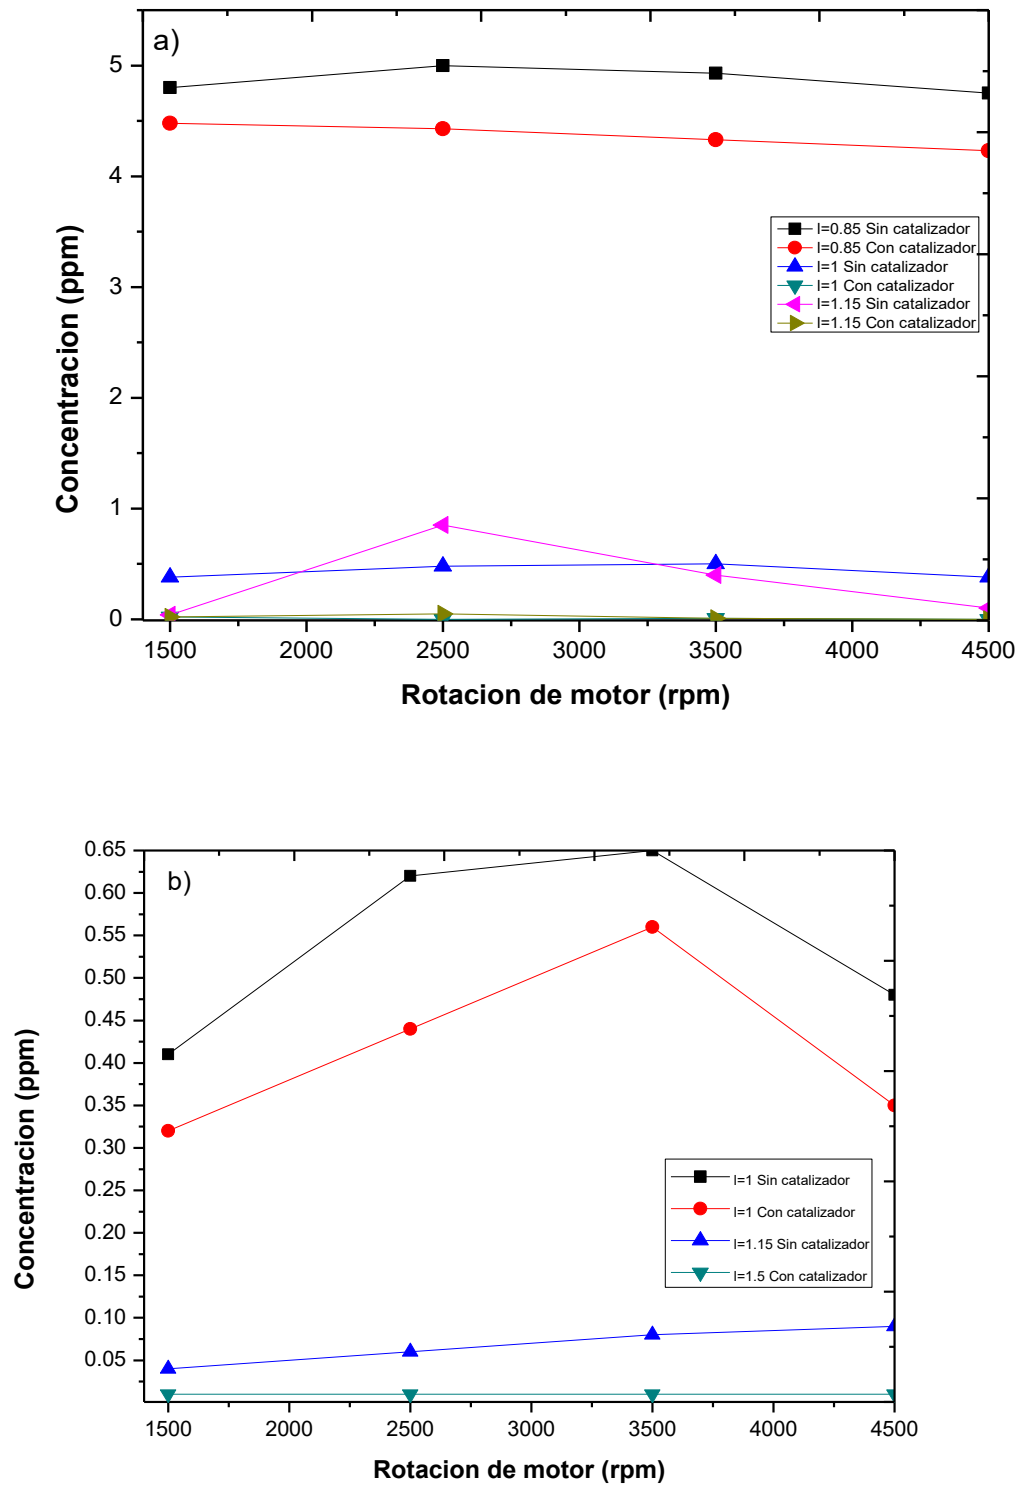 a)
5
4
3
2
1
0
Concentracion (ppm)
l=0.85 Sin catalizador
l=0.85 Con catalizador
l=1 Sin catalizador
l=1 Con catalizador
l=1.15 Sin catalizador
l=1.15 Con catalizador
1500 2000 2500 3000 3500 4000 4500
Rotacion de motor (rpm)
b)
0.65
0.60
0.55
0.50
0.45
0.40
0.35
0.30
0.25
0.20
0.15
0.10
0.05
Concentracion (ppm)
l=1 Sin catalizador
l=1 Con catalizador
l=1.15 Sin catalizador
l=1.5 Con catalizador
1500 2000 2500 3000 3500 4000 4500
Rotacion de motor (rpm)